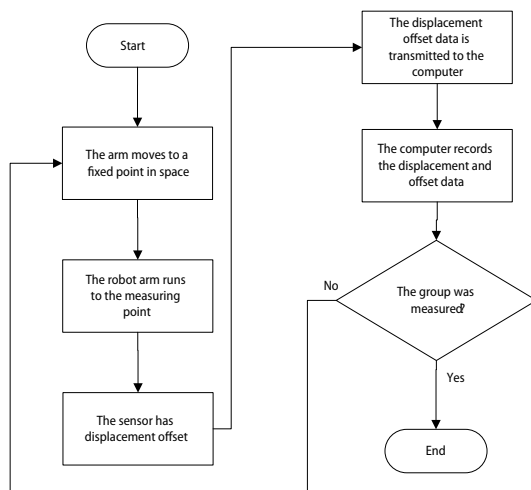 Start
The arm moves to a
fixed point in space
The robot arm runs
to the measuring
point
The sensor has
displacement offset
The displacement
offset data is
transmitted to the
computer
The computer records
the displacement and
offset data
The group was
measured?
No
Yes
End